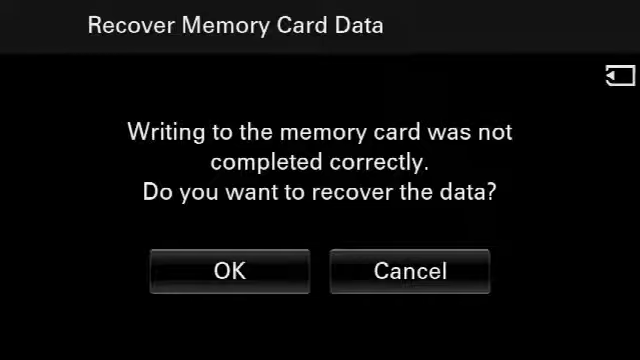 Recover Memory Card Data
Writing to the memory card was not
completed correctly.
Do you want to recover the data?
OK Cancel